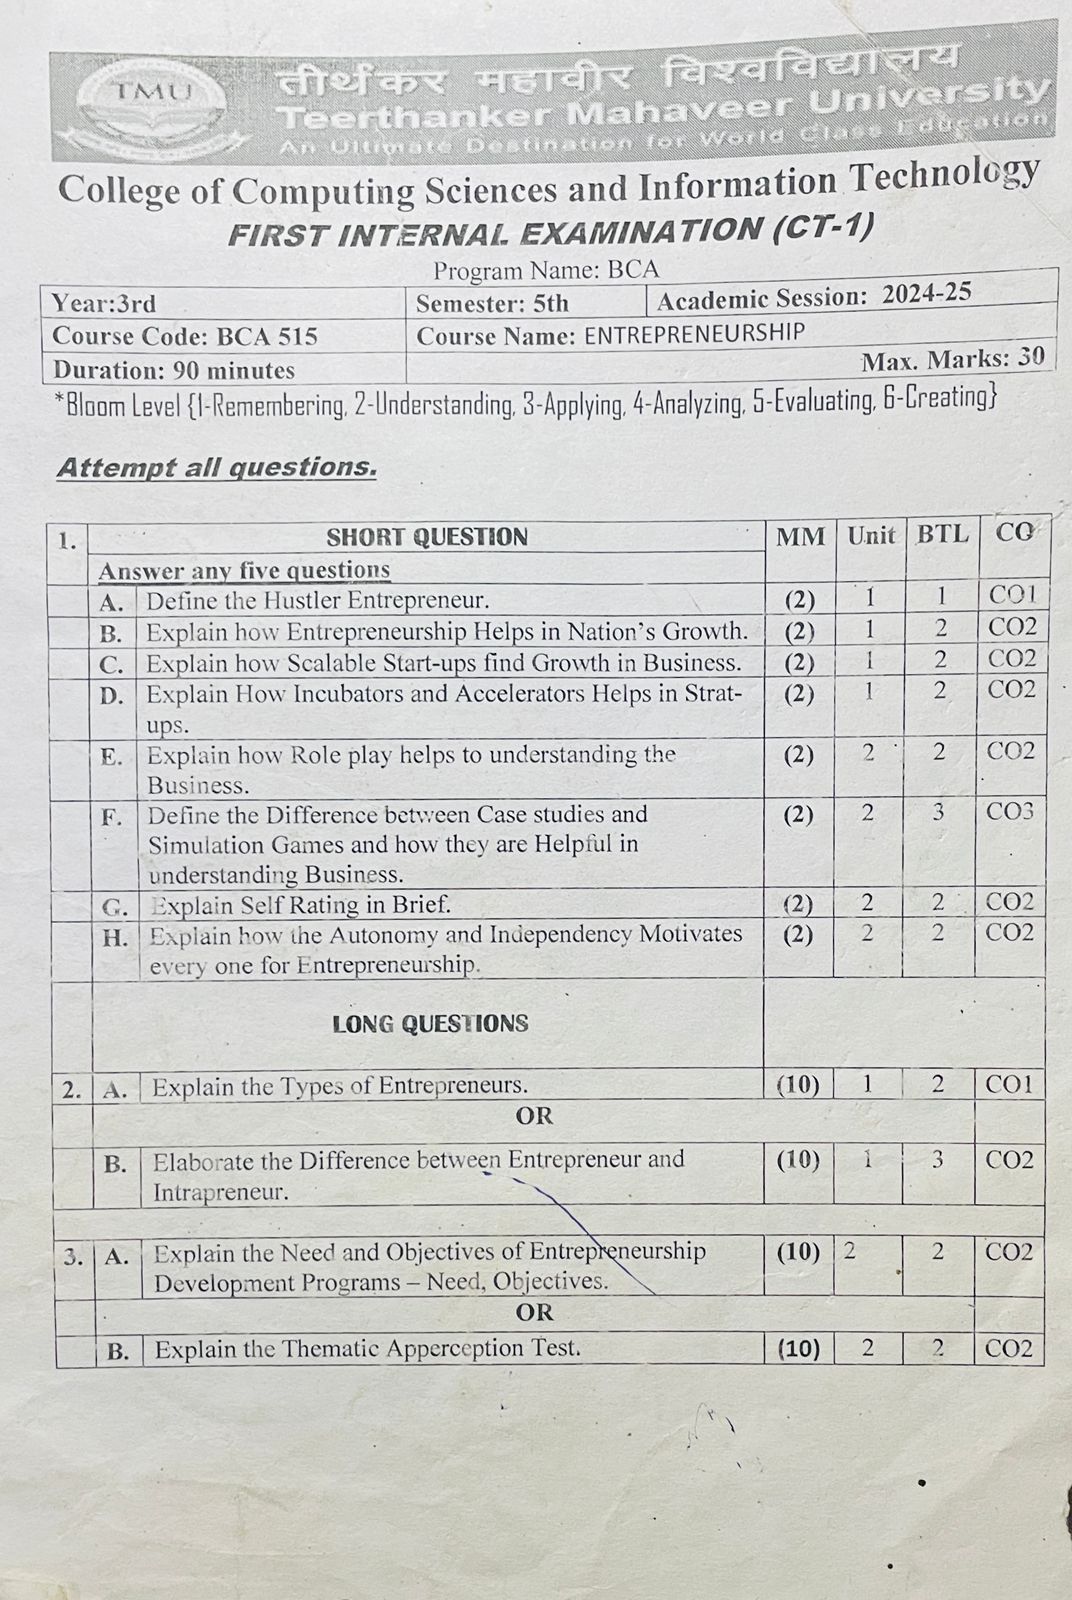 TMU
तीर्थंकर महावीर विश्वविद्यालय
Teerthanker Mahaveer University
An Ultimate Destination for World Class Education
College of Computing Sciences and Information Technology
FIRST INTERNAL EXAMINATION (CT-1)
Program Name: BCA
Year:3rd Semester: 5th Academic Session: 2024-25
Course Code: BCA 515 Course Name: ENTREPRENEURSHIP
Duration: 90 minutes Max. Marks: 30
*Bloom Level {1-Remembering, 2-Understanding, 3-Applying, 4-Analyzing, 5-Evaluating, 6-Creating}
Attempt all questions.
1. SHORT QUESTION MM Unit BTL CO
Answer any five questions
A. Define the Hustler Entrepreneur. (2) 1 1 CO1
B. Explain how Entrepreneurship Helps in Nation's Growth. (2) 1 2 CO2
C. Explain how Scalable Start-ups find Growth in Business. (2) 1 2 CO2
D. Explain How Incubators and Accelerators Helps in Strat- (2) 1 2 CO2
ups.
E. Explain how Role play helps to understanding the (2) 2 2 CO2
Business.
F. Define the Difference between Case studies and (2) 2 3 CO3
Simulation Games and how they are Helpful in
understanding Business.
G. Explain Self Rating in Brief. (2) 2 2 CO2
H. Explain how the Autonomy and Independency Motivates (2) 2 2 CO2
every one for Entrepreneurship.
LONG QUESTIONS
2. A. Explain the Types of Entrepreneurs. (10) 1 2 CO1
OR
B. Elaborate the Difference between Entrepreneur and (10) 1 3 CO2
Intrapreneur.
3. A. Explain the Need and Objectives of Entrepreneurship (10) 2 2 CO2
Development Programs – Need, Objectives.
OR
B. Explain the Thematic Apperception Test. (10) 2 2 CO2